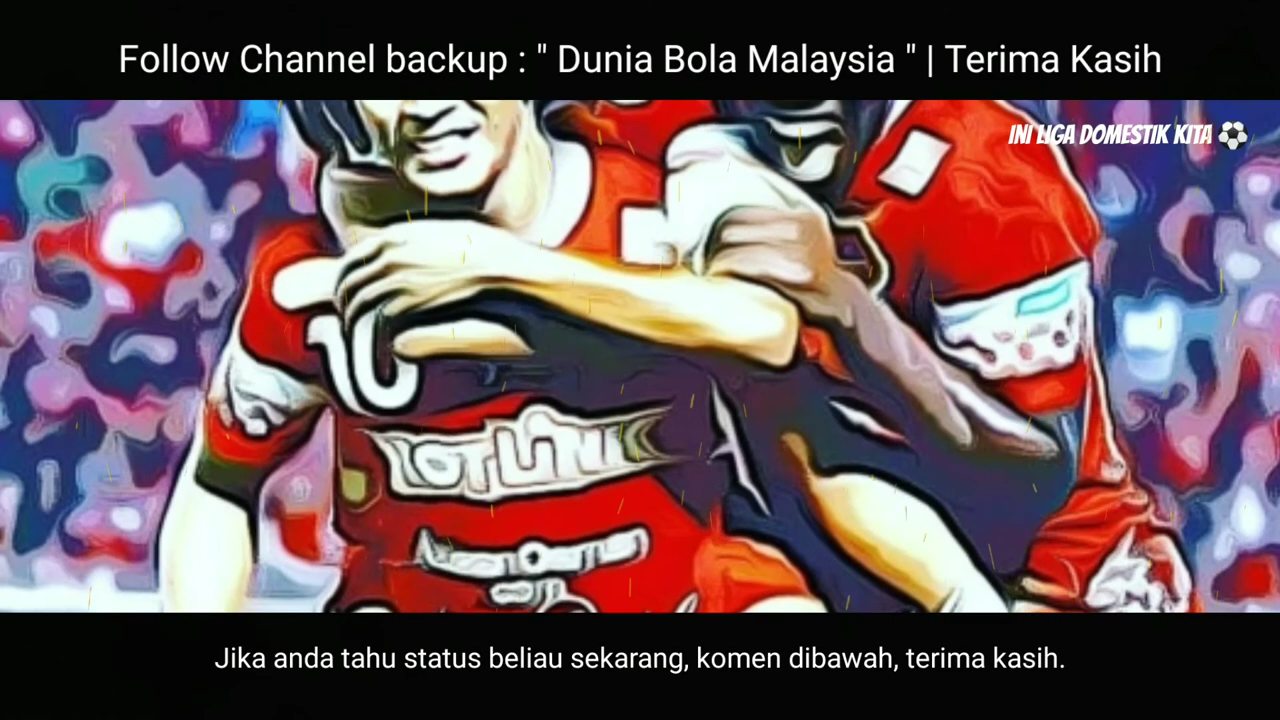 Follow Channel backup : " Dunia Bola Malaysia " | Terima Kasih
INI LIGA DOMESTIK KITA
Jika anda tahu status beliau sekarang, komen dibawah, terima kasih.